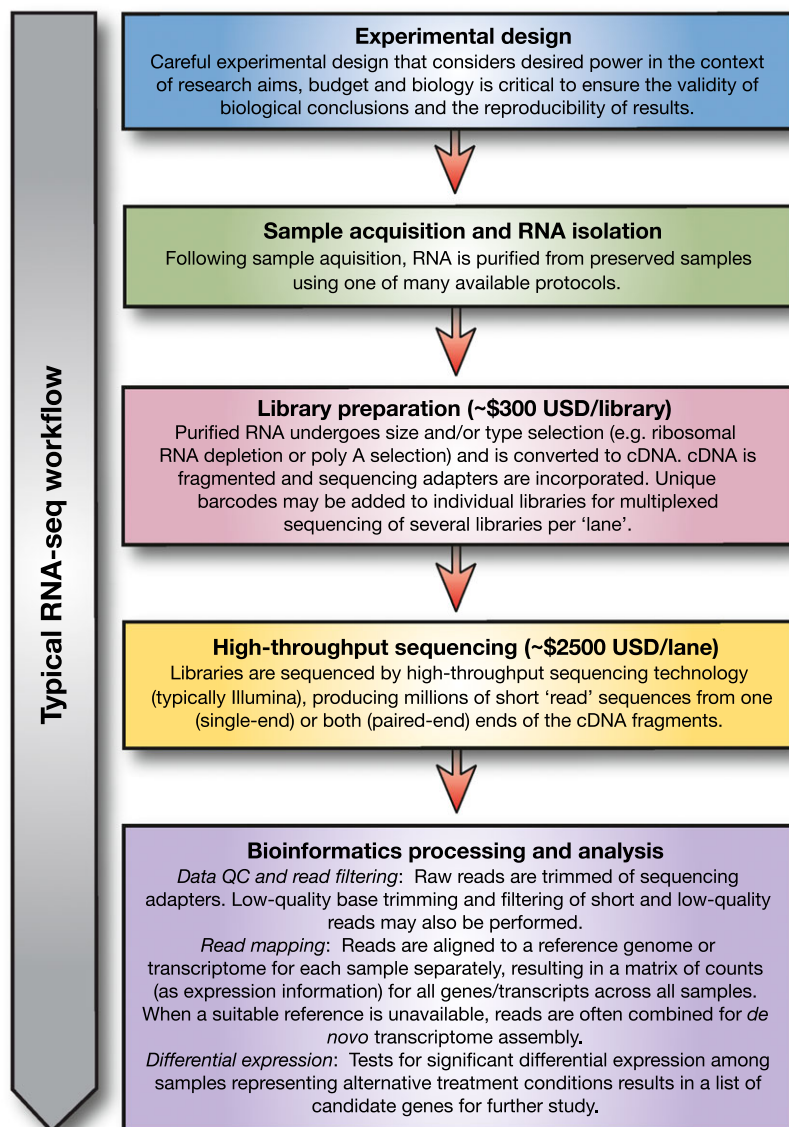 Typical RNA-seq workflow
Experimental design
Careful experimental design that considers desired power in the context
of research aims, budget and biology is critical to ensure the validity of
biological conclusions and the reproducibility of results.
Sample acquisition and RNA isolation
Following sample aquisition, RNA is purified from preserved samples
using one of many available protocols.
Library preparation (~$300 USD/library)
Purified RNA undergoes size and/or type selection (e.g. ribosomal
RNA depletion or poly A selection) and is converted to cDNA. cDNA is
fragmented and sequencing adapters are incorporated. Unique
barcodes may be added to individual libraries for multiplexed
sequencing of several libraries per ‘lane’.
High-throughput sequencing (~$2500 USD/lane)
Libraries are sequenced by high-throughput sequencing technology
(typically Illumina), producing millions of short ‘read’ sequences from one
(single-end) or both (paired-end) ends of the cDNA fragments.
Bioinformatics processing and analysis
Data QC and read filtering: Raw reads are trimmed of sequencing
adapters. Low-quality base trimming and filtering of short and low-quality
reads may also be performed.
Read mapping: Reads are aligned to a reference genome or
transcriptome for each sample separately, resulting in a matrix of counts
(as expression information) for all genes/transcripts across all samples.
When a suitable reference is unavailable, reads are often combined for de
novo transcriptome assembly.
Differential expression: Tests for significant differential expression among
samples representing alternative treatment conditions results in a list of
candidate genes for further study.